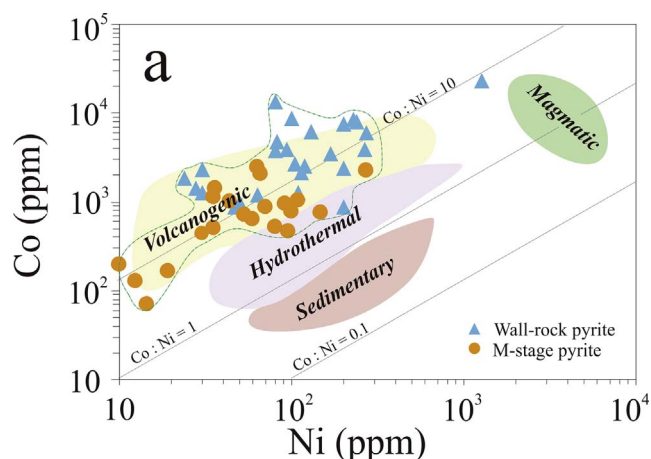 a
10⁵
10⁴
10³
10²
10
Co (ppm)
Co : Ni = 10
Magmatic
Volcanogenic
Hydrothermal
Sedimentary
Co : Ni = 1
Co : Ni = 0.1
Wall-rock pyrite
M-stage pyrite
10
10²
10³
10⁴
Ni (ppm)